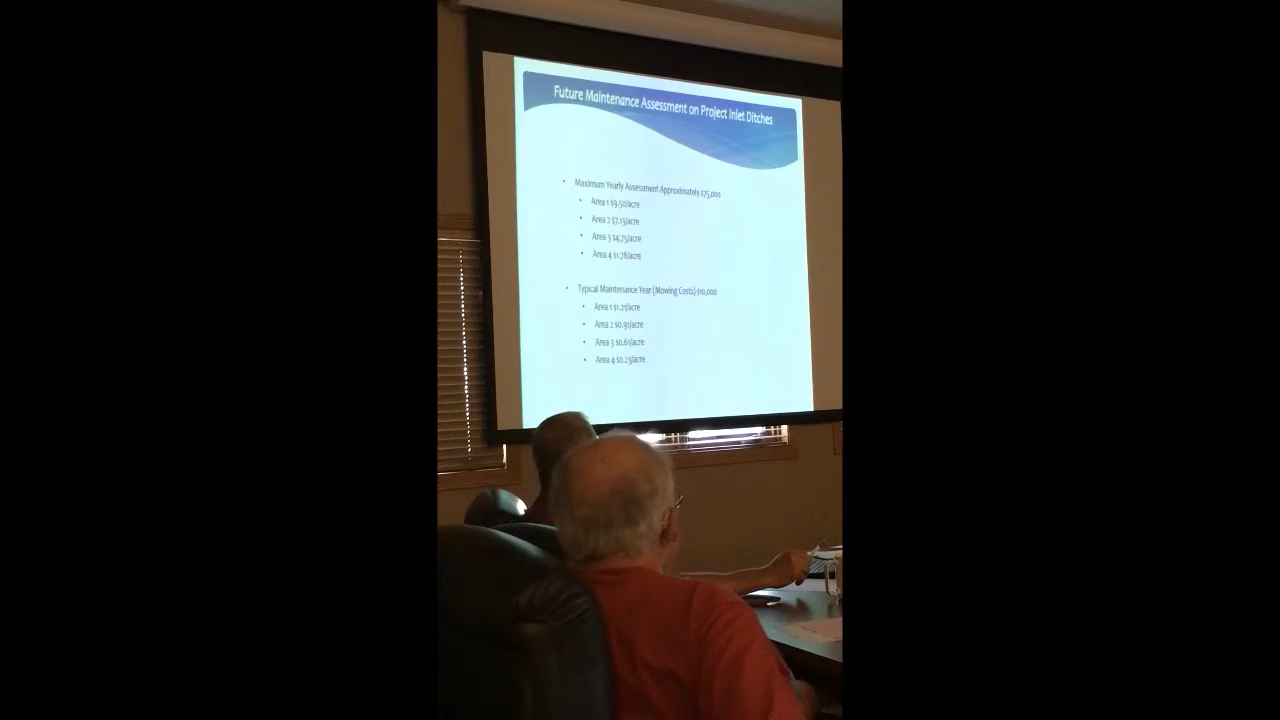 Future Maintenance Assessment on Project Inlet Ditches
• Maximum Yearly Assessment Approximately $75,000
• Area 1 $9.50/acre
• Area 2 $7.13/acre
• Area 3 $4.75/acre
• Area 4 $1.78/acre
• Typical Maintenance Year (Mowing Costs) $10,000
• Area 1 $1.21/acre
• Area 2 $0.91/acre
• Area 3 $0.61/acre
• Area 4 $0.23/acre